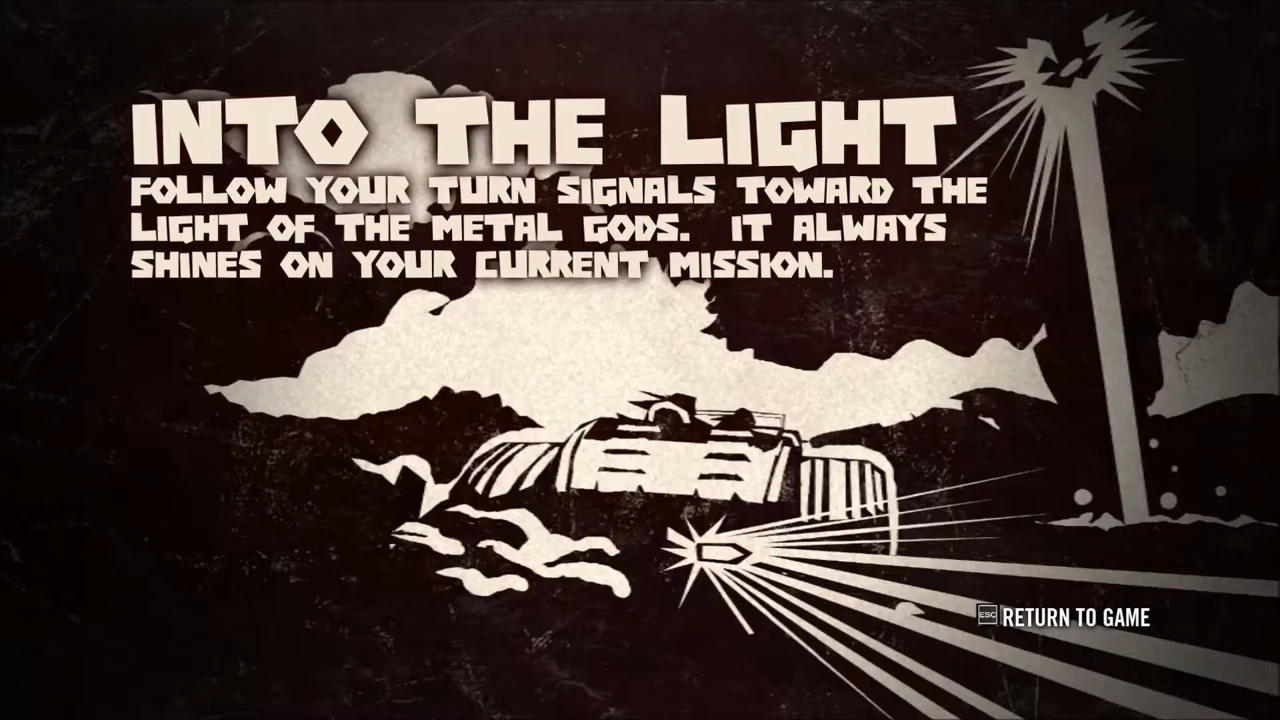 INTO THE LIGHT
FOLLOW YOUR TURN SIGNALS TOWARD THE
LIGHT OF THE METAL GODS. IT ALWAYS
SHINES ON YOUR CURRENT MISSION.
ESC RETURN TO GAME